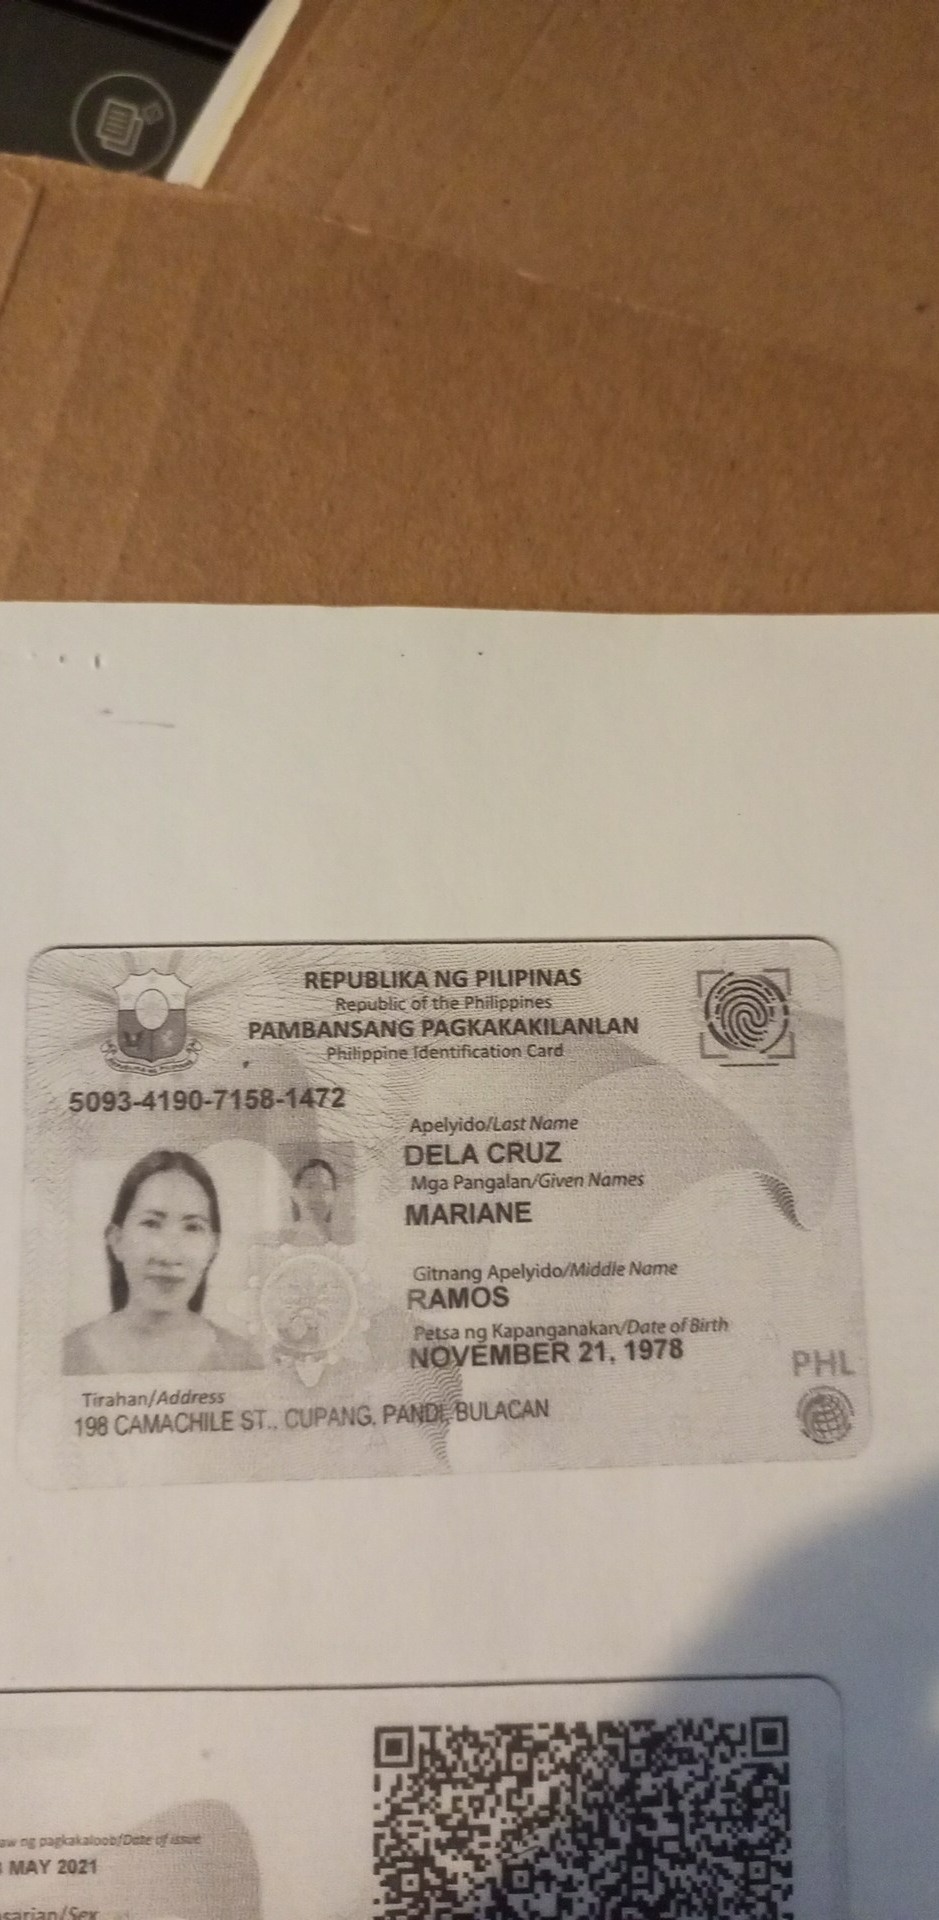 REPUBLIKA NG PILIPINAS
Republic of the Philippines
PAMBANSANG PAGKAKAKILANLAN
Philippine Identification Card
5093-4190-7158-1472
Apelyido/Last Name
DELA CRUZ
Mga Pangalan/Given Names
MARIANE
Gitnang Apelyido/Middle Name
RAMOS
Petsa ng Kapanganakan/Date of Birth
NOVEMBER 21, 1978
PHL
Tirahan/Address
198 CAMACHILE ST., CUPANG, PANDI, BULACAN
aw ng pagkakaloob/Date of issue
MAY 2021
sarian/Sex